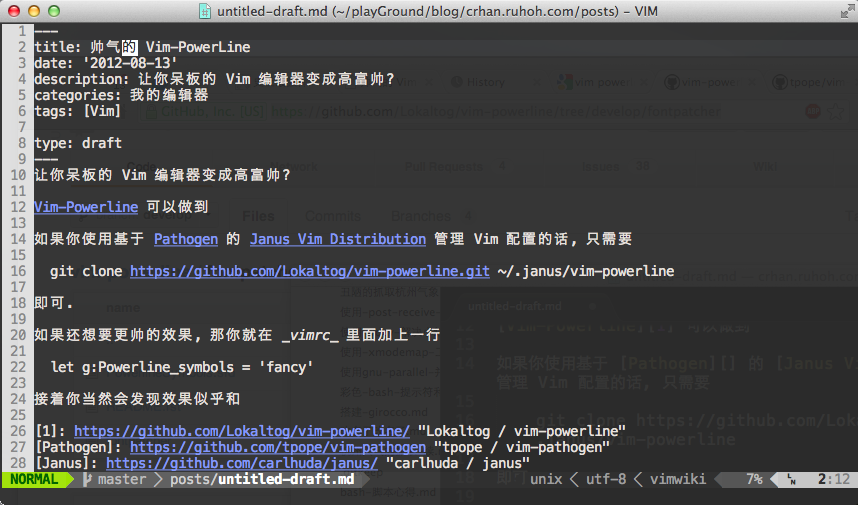 untitled-draft.md (~/playGround/blog/crhan.ruhoh.com/posts) - VIM
1 ---
2 title: 帅气的 Vim-PowerLine
3 date: '2012-08-13'
4 description: 让你呆板的 Vim 编辑器变成高富帅?
5 categories: 我的编辑器
6 tags: [Vim]
7
8 type: draft
9 ---
10 让你呆板的 Vim 编辑器变成高富帅?
11
12 Vim-Powerline 可以做到
13
14 如果你使用基于 Pathogen 的 Janus Vim Distribution 管理 Vim 配置的话, 只需要
15
16 git clone https://github.com/Lokaltog/vim-powerline.git ~/.janus/vim-powerline
17
18 即可.
19
20 如果还想要更帅的效果, 那你就在 _vimrc_ 里面加上一行
21
22 let g:Powerline_symbols = 'fancy'
23
24 接着你当然会发现效果似乎和
25
26 [1]: https://github.com/Lokaltog/vim-powerline/ "Lokaltog / vim-powerline"
27 [Pathogen]: https://github.com/tpope/vim-pathogen "tpope / vim-pathogen"
28 [Janus]: https://github.com/carlhuda/janus/ "carlhuda / janus"
NORMAL master posts/untitled-draft.md unix utf-8 vimwiki 7% LN 2:12